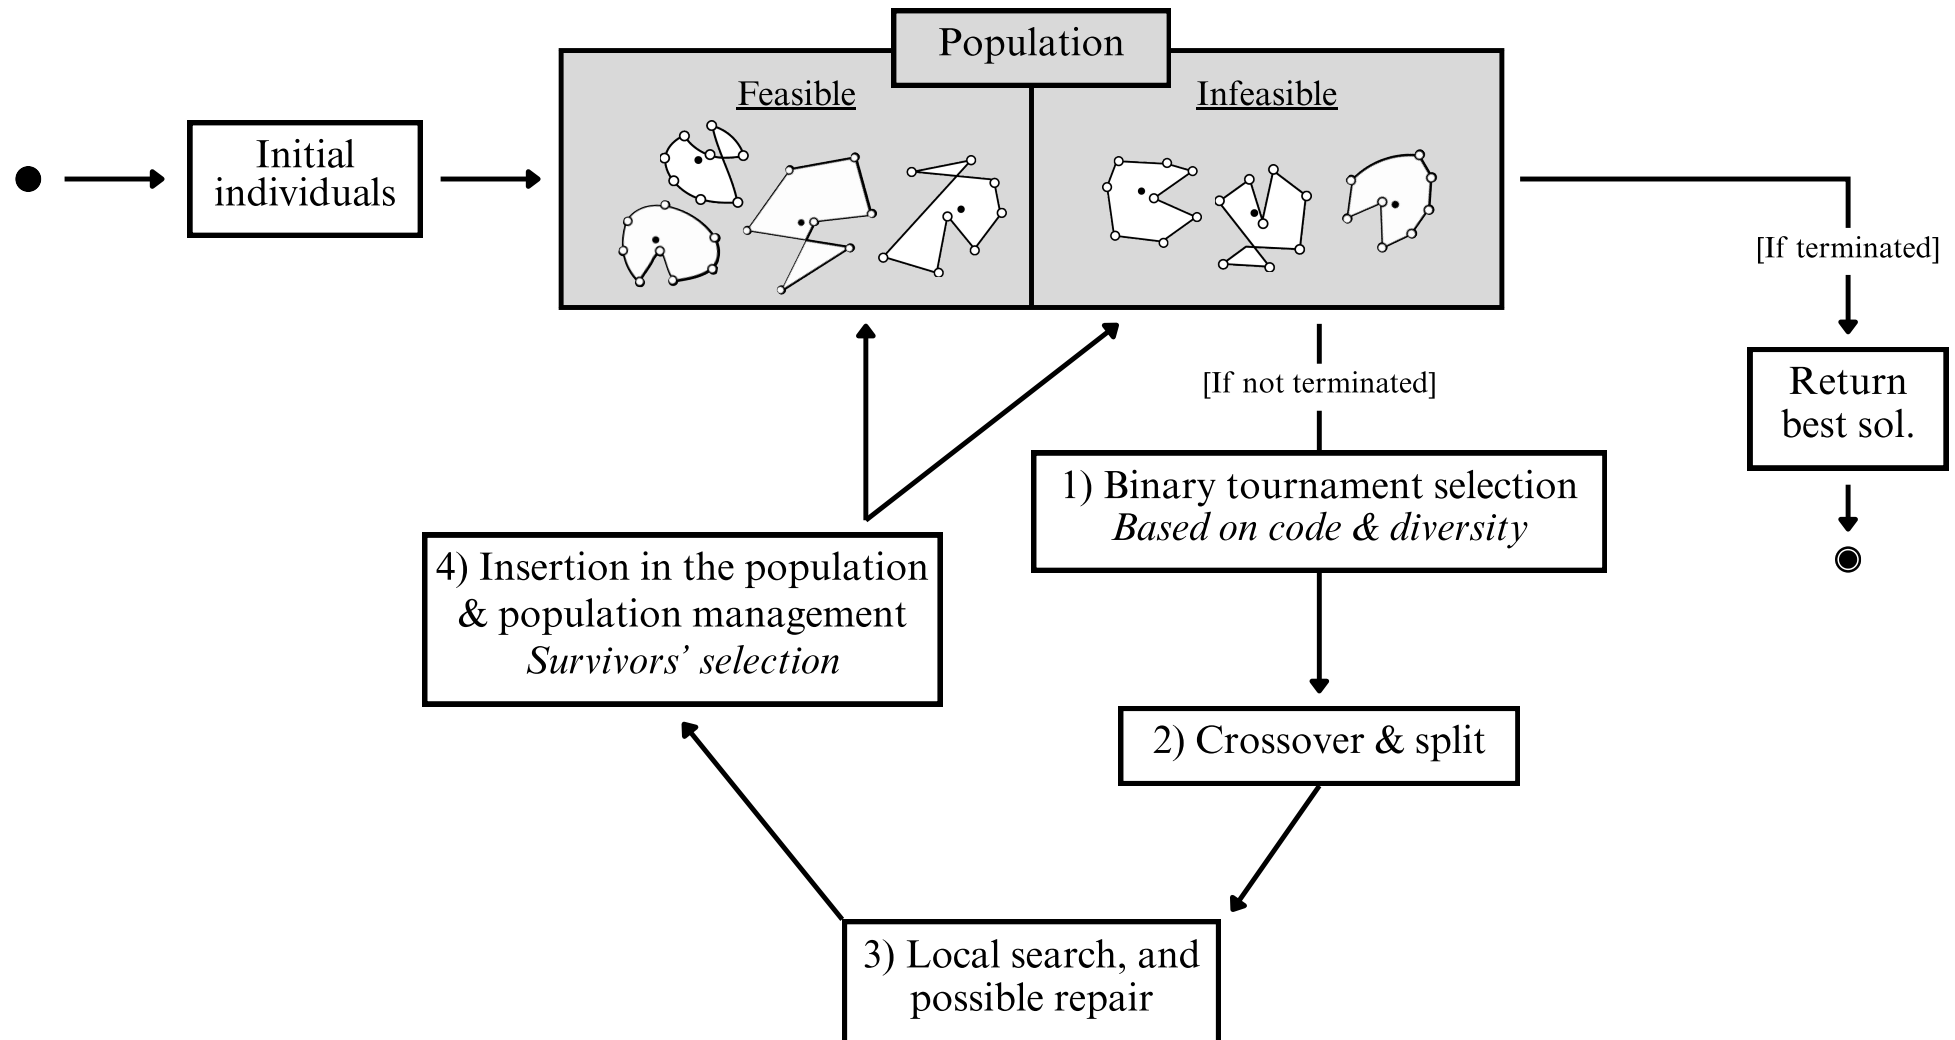 Population
Feasible
Infeasible
Initial
individuals
[If terminated]
Return
best sol.
[If not terminated]
1) Binary tournament selection
Based on code & diversity
2) Crossover & split
3) Local search, and
possible repair
4) Insertion in the population
& population management
Survivors’ selection